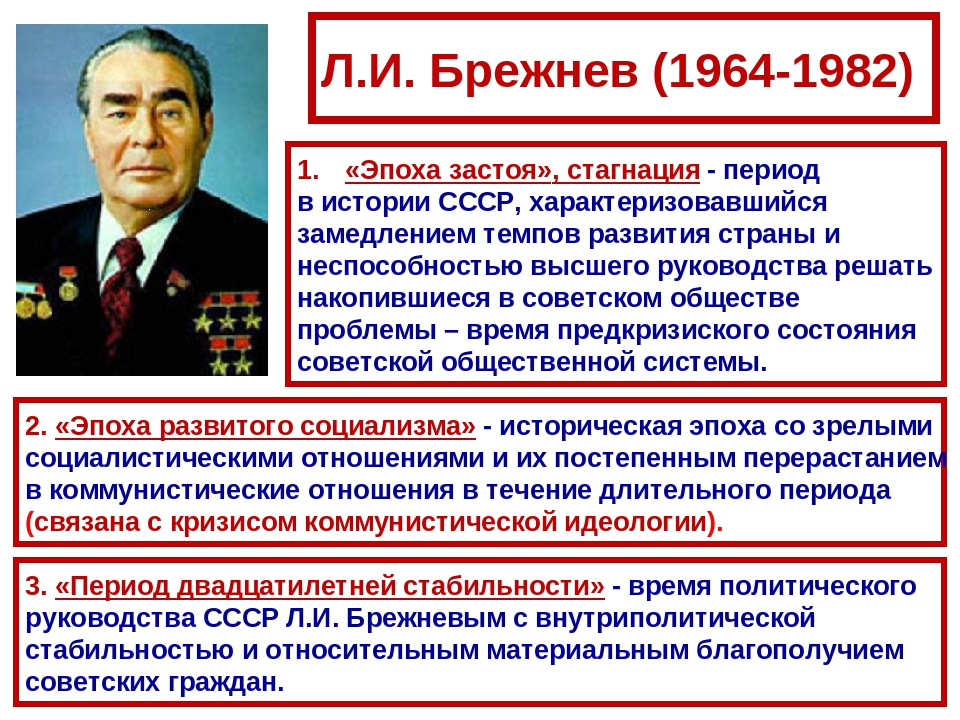 Л.И. Брежнев (1964-1982)
1. «Эпоха застоя», стагнация - период
в истории СССР, характеризовавшийся
замедлением темпов развития страны и
неспособностью высшего руководства решать
накопившиеся в советском обществе
проблемы – время предкризиского состояния
советской общественной системы.
2. «Эпоха развитого социализма» - историческая эпоха со зрелыми
социалистическими отношениями и их постепенным перерастанием
в коммунистические отношения в течение длительного периода
(связана с кризисом коммунистической идеологии).
3. «Период двадцатилетней стабильности» - время политического
руководства СССР Л.И. Брежневым с внутриполитической
стабильностью и относительным материальным благополучием
советских граждан.